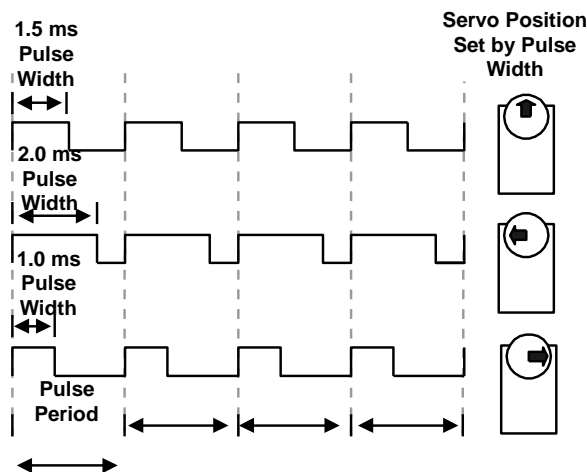 1.5 ms
Pulse
Width
Servo Position
Set by Pulse
Width
2.0 ms
Pulse
Width
1.0 ms
Pulse
Width
Pulse
Period